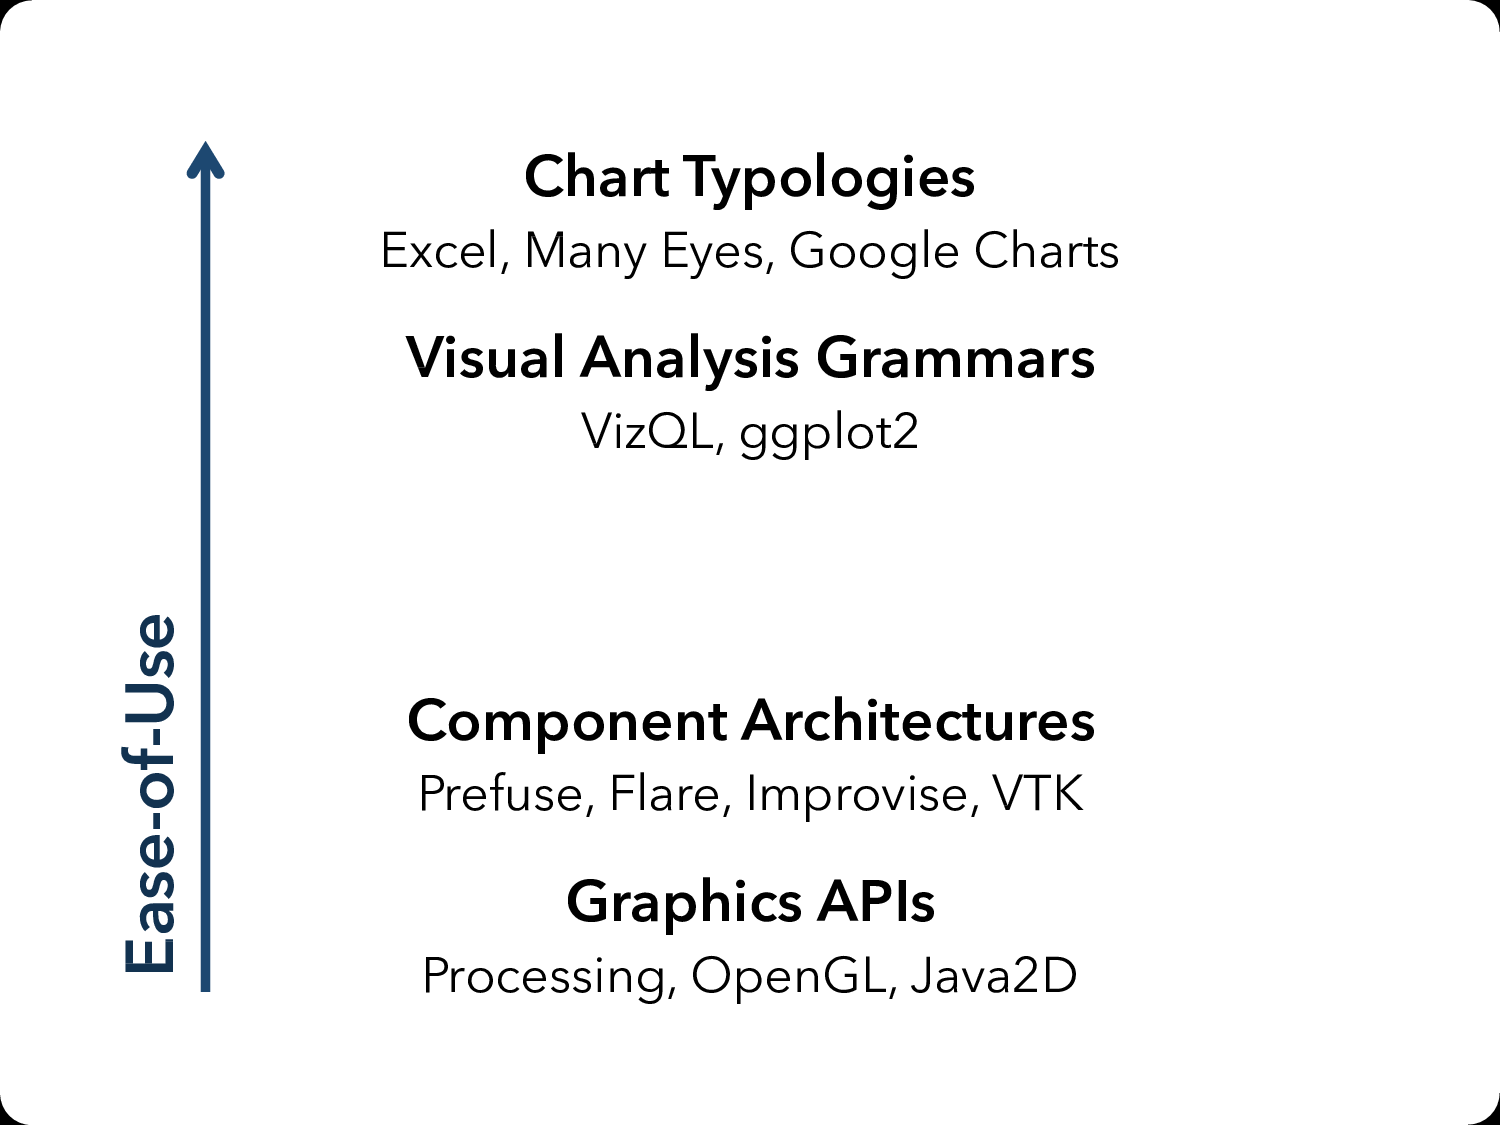 Chart Typologies
Excel, Many Eyes, Google Charts
Visual Analysis Grammars
VizQL, ggplot2
Component Architectures
Prefuse, Flare, Improvise, VTK
Graphics APIs
Processing, OpenGL, Java2D
Ease-of-Use